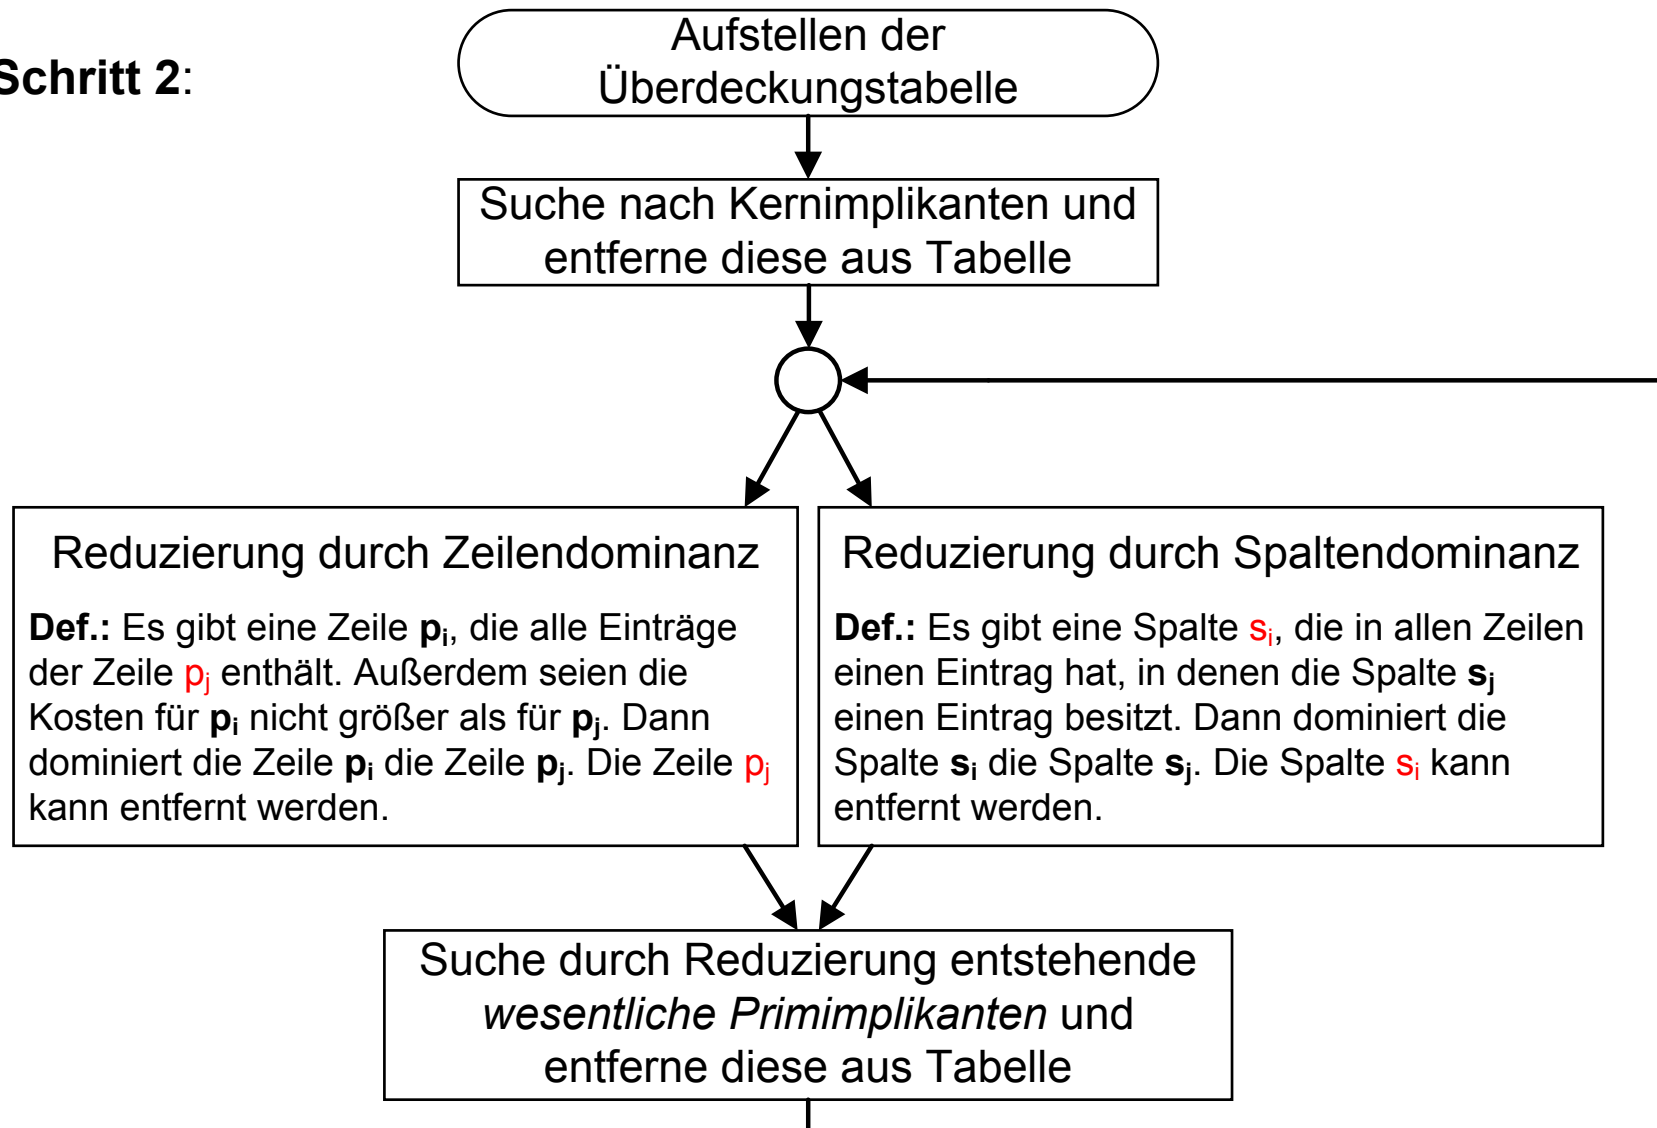 Schritt 2:
Aufstellen der
Überdeckungstabelle
Suche nach Kernimplikanten und
entferne diese aus Tabelle
Reduzierung durch Zeilendominanz
Def.: Es gibt eine Zeile pi, die alle Einträge
der Zeile pj enthält. Außerdem seien die
Kosten für pi nicht größer als für pj. Dann
dominiert die Zeile pi die Zeile pj. Die Zeile pj
kann entfernt werden.
Reduzierung durch Spaltendominanz
Def.: Es gibt eine Spalte si, die in allen Zeilen
einen Eintrag hat, in denen die Spalte sj
einen Eintrag besitzt. Dann dominiert die
Spalte si die Spalte sj. Die Spalte si kann
entfernt werden.
Suche durch Reduzierung entstehende
wesentliche Primimplikanten und
entferne diese aus Tabelle